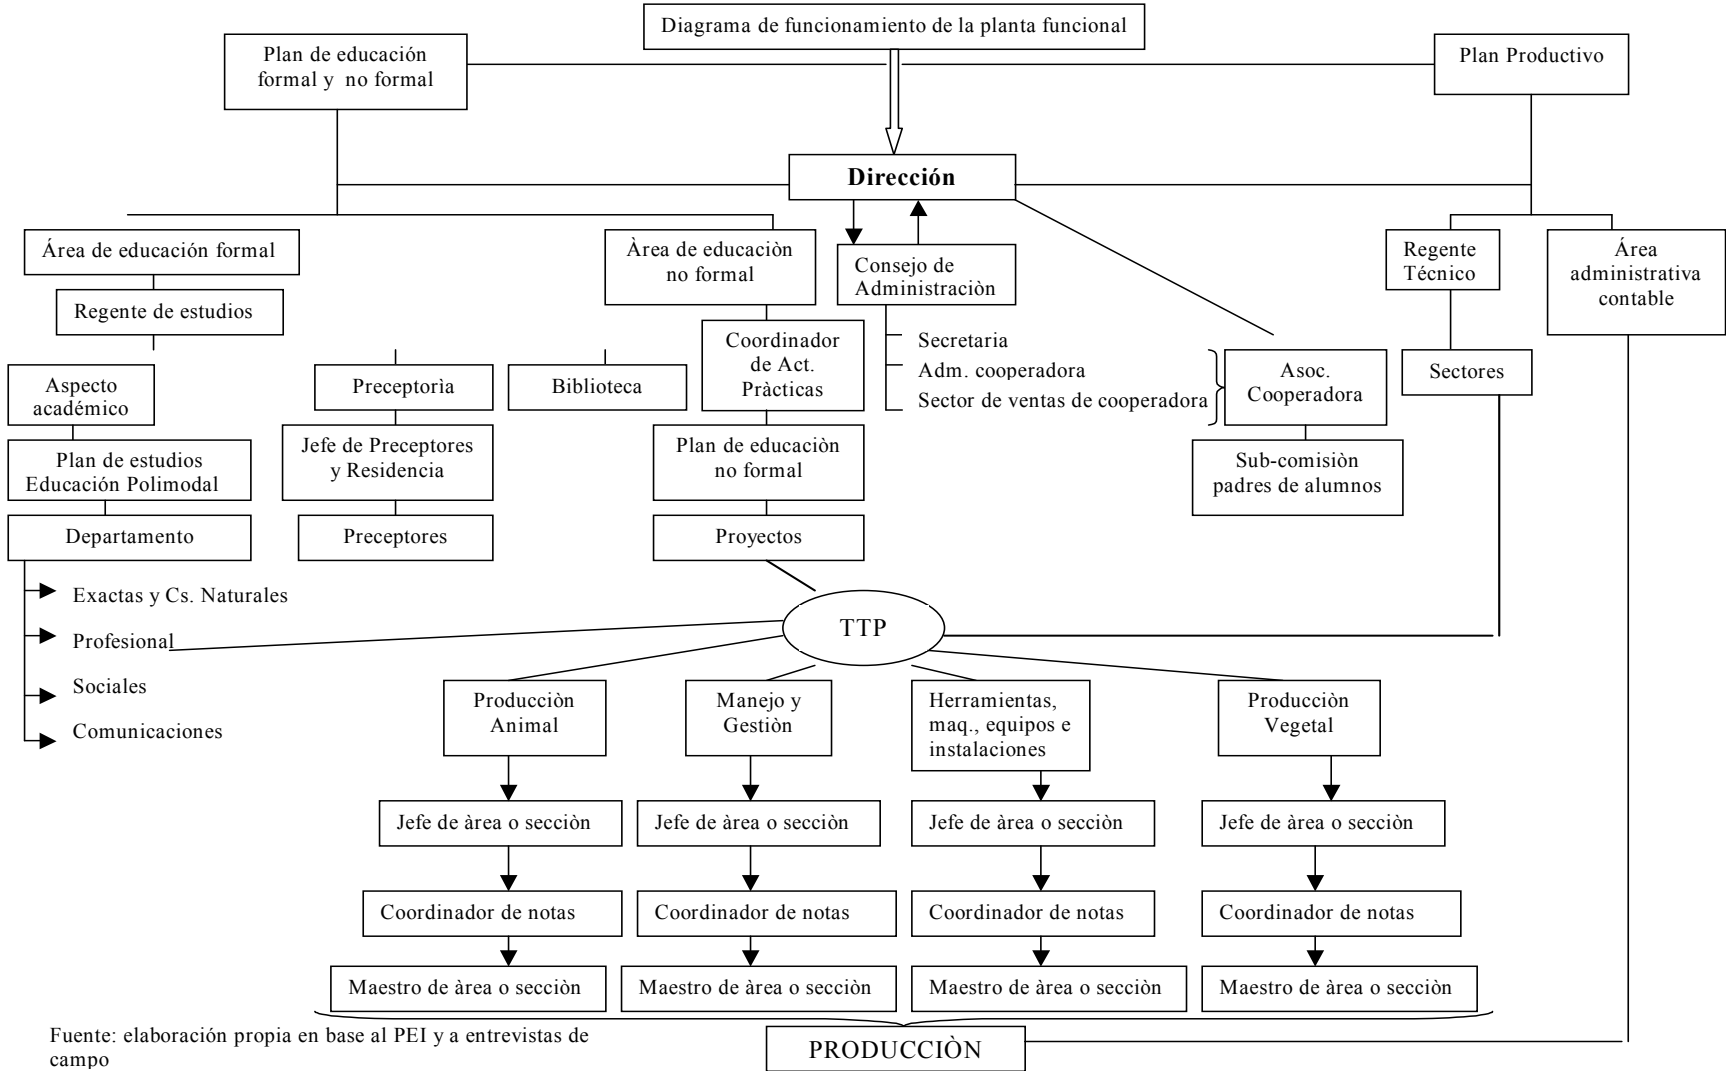 Diagrama de funcionamiento de la planta funcional
Plan de educación
formal y no formal
Plan Productivo
Dirección
Área de educación formal
Àrea de educaciòn
no formal
Consejo de
Administraciòn
Regente
Técnico
Área
administrativa
contable
Regente de estudios
Coordinador
de Act.
Pràcticas
Secretaria
Adm. cooperadora
Sector de ventas de cooperadora
Asoc.
Cooperadora
Sectores
Aspecto
académico
Preceptorìa
Biblioteca
Plan de estudios
Educación Polimodal
Jefe de Preceptores
y Residencia
Plan de educaciòn
no formal
Sub-comisiòn
padres de alumnos
Departamento
Preceptores
Proyectos
Exactas y Cs. Naturales
Profesional
Sociales
Comunicaciones
TTP
Producciòn
Animal
Manejo y
Gestiòn
Herramientas,
maq., equipos e
instalaciones
Producciòn
Vegetal
Jefe de àrea o secciòn
Jefe de àrea o secciòn
Jefe de àrea o secciòn
Jefe de àrea o secciòn
Coordinador de notas
Coordinador de notas
Coordinador de notas
Coordinador de notas
Maestro de àrea o secciòn
Maestro de àrea o secciòn
Maestro de àrea o secciòn
Maestro de àrea o secciòn
Fuente: elaboración propia en base al PEI y a entrevistas de
campo
PRODUCCIÒN